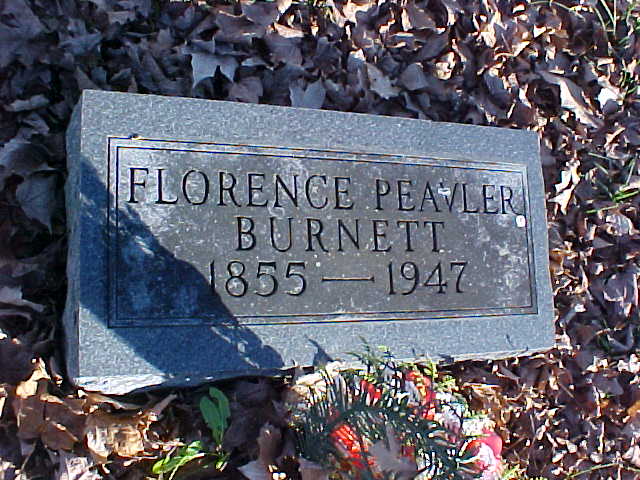 FLORENCE PEAVLER
BURNETT
1855 — 1947